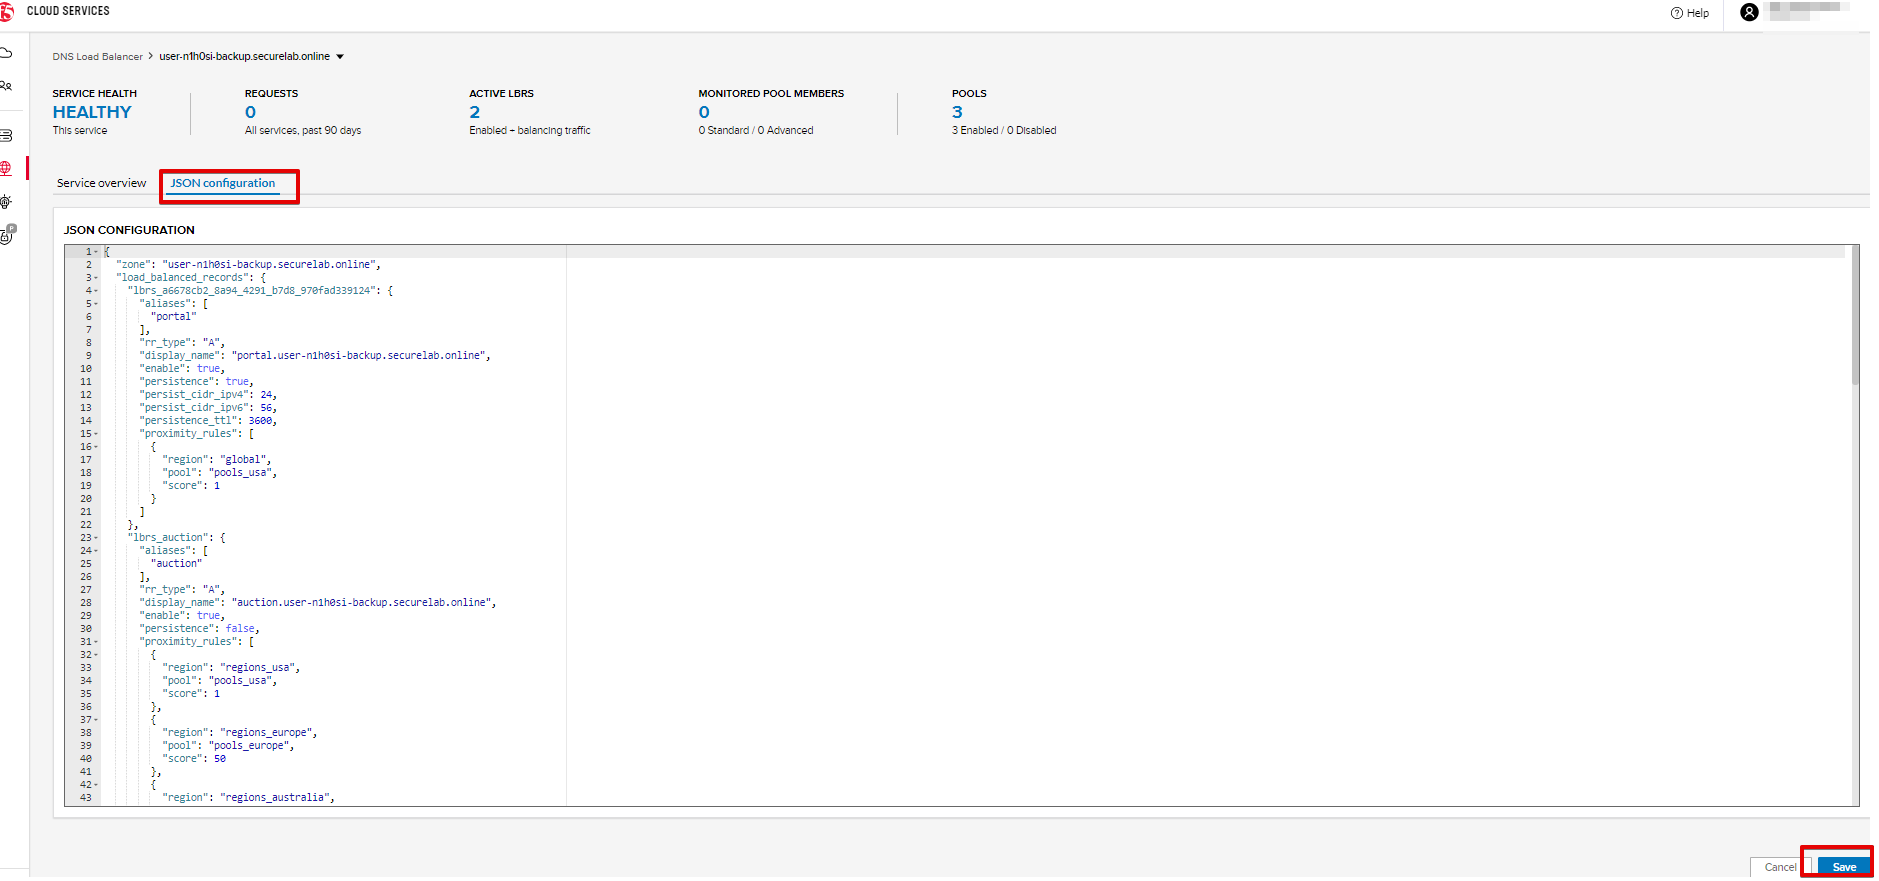 CLOUD SERVICES
Help
DNS Load Balancer > user-n1h0si-backup.securelab.online
SERVICE HEALTH
HEALTHY
This service
REQUESTS
0
All services, past 90 days
ACTIVE LBRS
2
Enabled + balancing traffic
MONITORED POOL MEMBERS
0
0 Standard / 0 Advanced
POOLS
3
3 Enabled / 0 Disabled
Service overview
JSON configuration
JSON CONFIGURATION
1 {
2 "zone": "user-n1h0si-backup.securelab.online",
3 "load_balanced_records": {
4 "lbrs_a6678cb2_8a94_4291_b7d8_970fad339124": {
5 "aliases": [
6 "portal"
7 ],
8 "rr_type": "A",
9 "display_name": "portal.user-n1h0si-backup.securelab.online",
10 "enable": true,
11 "persistence": true,
12 "persist_cidr_ipv4": 24,
13 "persist_cidr_ipv6": 56,
14 "persistence_ttl": 3600,
15 "proximity_rules": [
16 {
17 "region": "global",
18 "pool": "pools_usa",
19 "score": 1
20 }
21 ]
22 },
23 "lbrs_auction": {
24 "aliases": [
25 "auction"
26 ],
27 "rr_type": "A",
28 "display_name": "auction.user-n1h0si-backup.securelab.online",
29 "enable": true,
30 "persistence": false,
31 "proximity_rules": [
32 {
33 "region": "regions_usa",
34 "pool": "pools_usa",
35 "score": 1
36 },
37 {
38 "region": "regions_europe",
39 "pool": "pools_europe",
40 "score": 50
41 },
42 {
43 "region": "regions_australia",
Cancel
Save